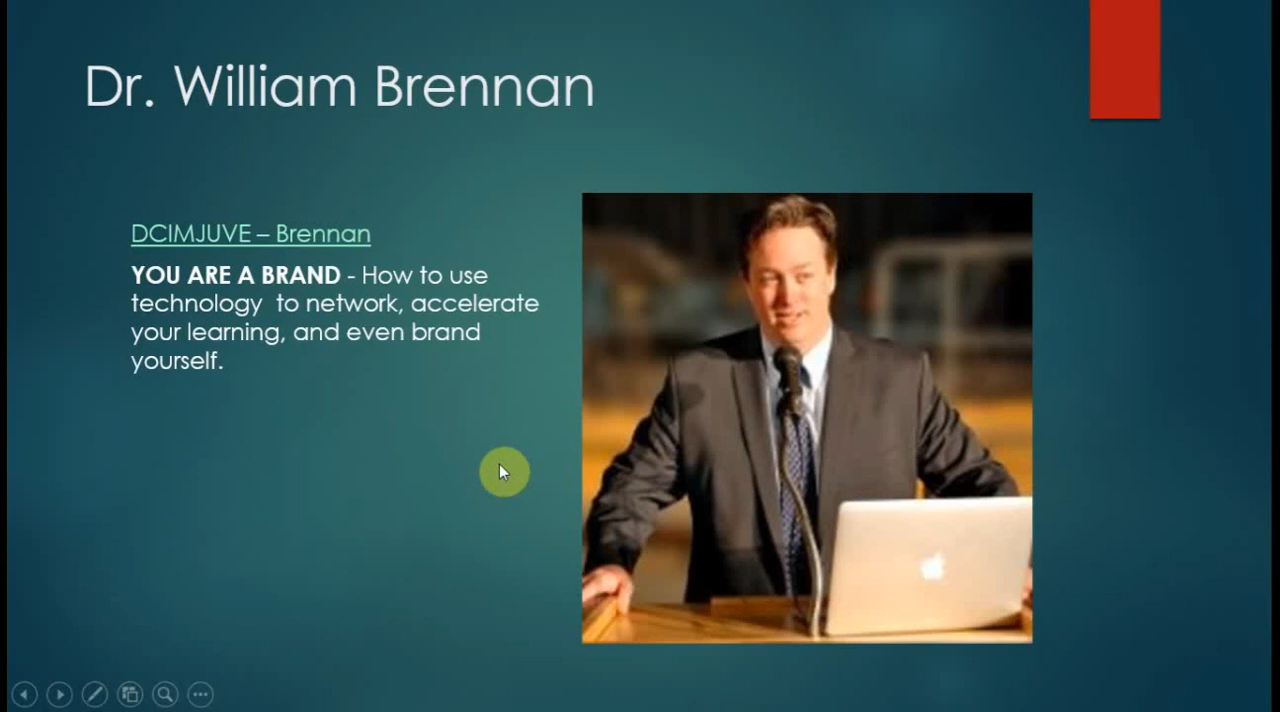 Dr. William Brennan
DCIMJUVE – Brennan
YOU ARE A BRAND - How to use
technology  to network, accelerate
your learning, and even brand
yourself.